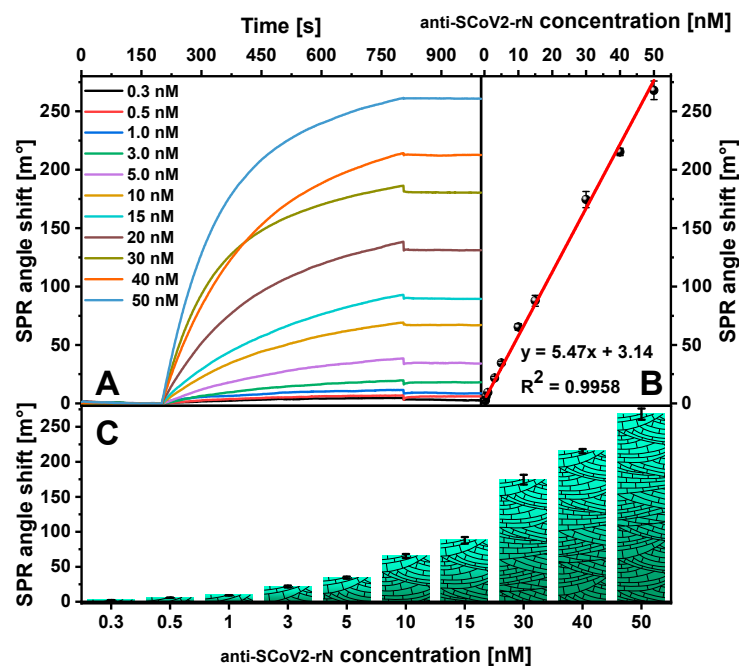 Time [s]
anti-SCoV2-rN concentration [nM]
0 150 300 450 600 750 900
0 10 20 30 40 50
SPR angle shift [m°]
250
200
150
100
50
0
0.3 nM
0.5 nM
1.0 nM
3.0 nM
5.0 nM
10 nM
15 nM
20 nM
30 nM
40 nM
50 nM
A
y = 5.47x + 3.14
R² = 0.9958
B
250
200
150
100
50
0
SPR angle shift [m°]
C
SPR angle shift [m°]
250
200
150
100
50
0
0.3 0.5 1 3 5 10 15 30 40 50
anti-SCoV2-rN concentration [nM]